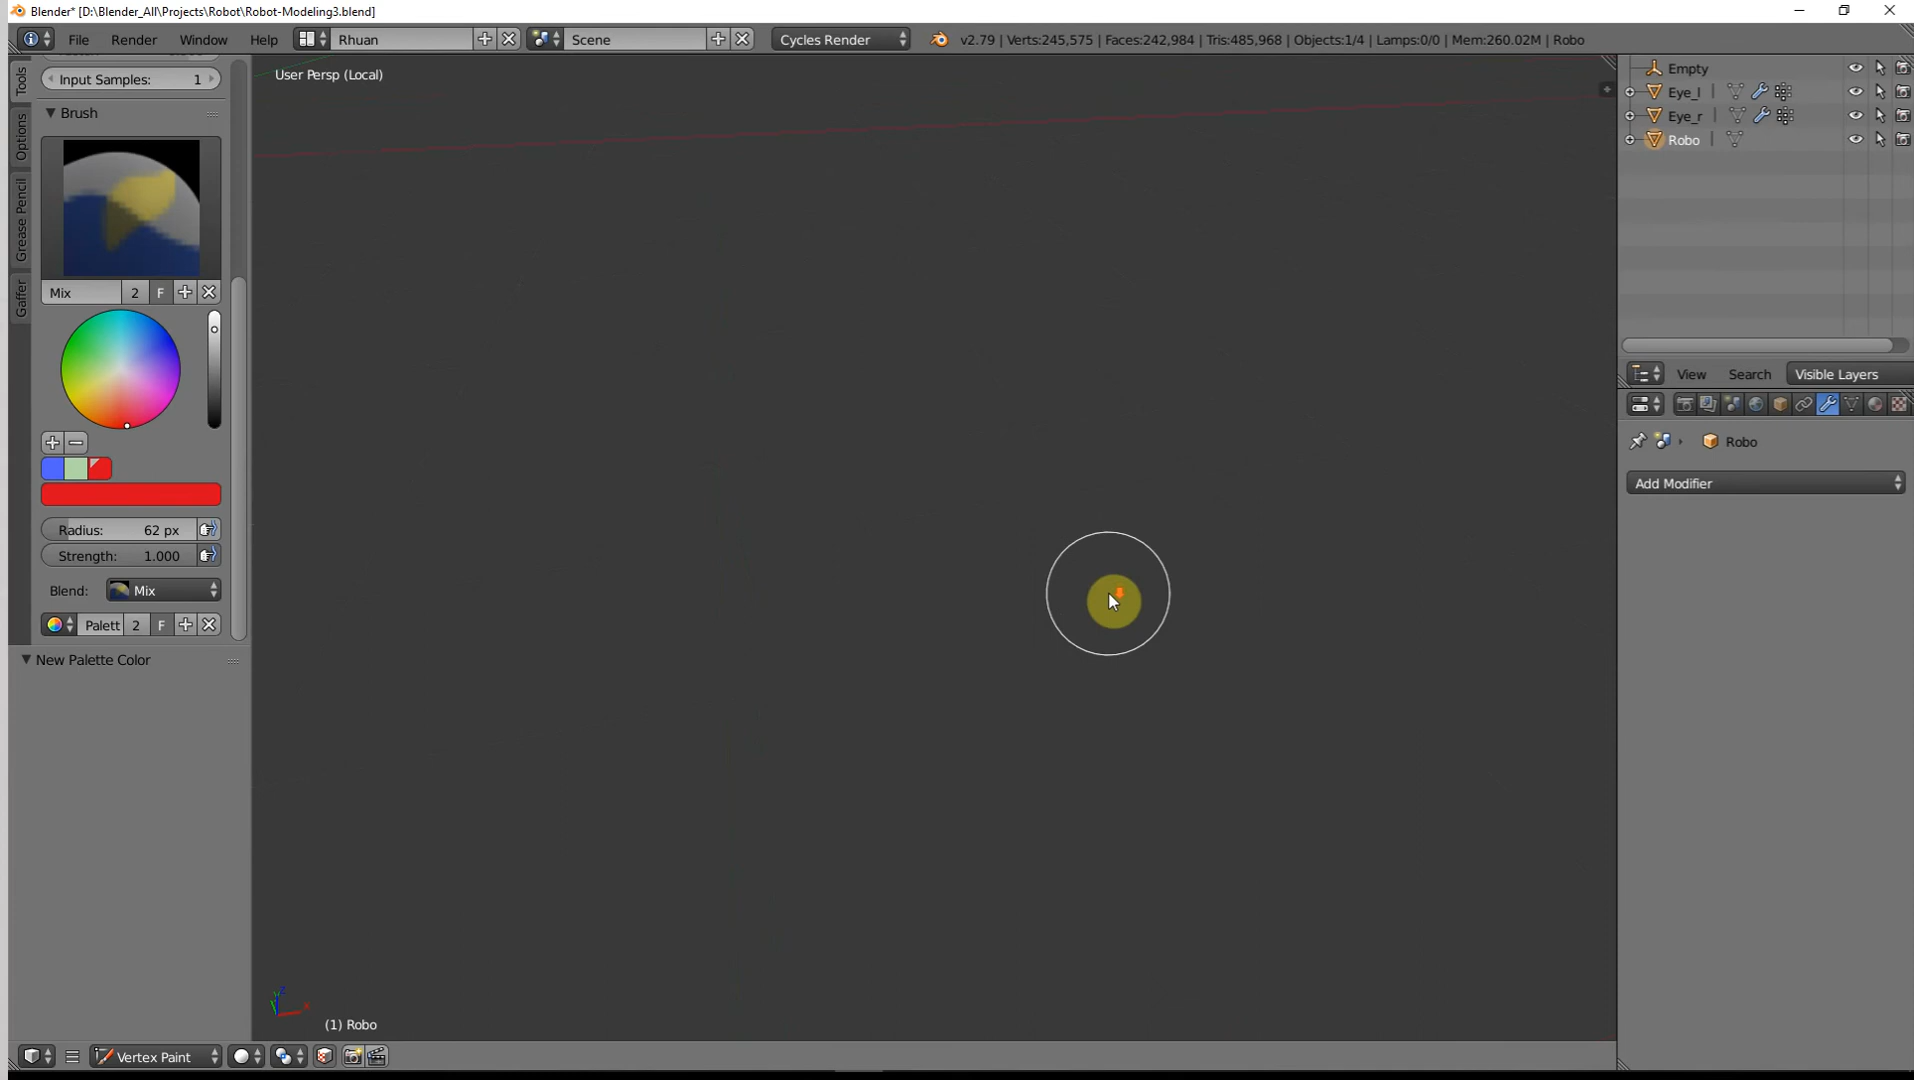 Blender* [D:\Blender_All\Projects\Robot\Robot-Modeling3.blend]
File Render Window Help Rhuan Scene Cycles Render v2.79 | Verts:245,575 | Faces:242,984 | Tris:485,968 | Objects:1/4 | Lamps:0/0 | Mem:260.02M | Robo
Tools
Options
Grease Pencil
Gaffer
Input Samples: 1
Brush
Mix 2 F
Radius: 62 px
Strength: 1.000
Blend: Mix
Palett 2 F
New Palette Color
User Persp (Local)
(1) Robo
Vertex Paint
Empty
Eye_l
Eye_r
Robo
View Search Visible Layers
Robo
Add Modifier